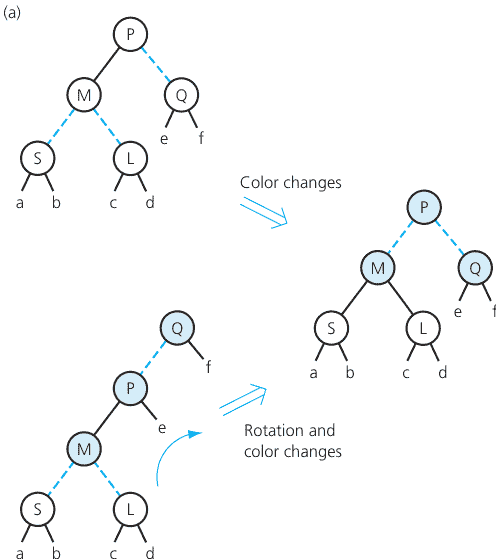 (a)
P
M
Q
S
L
e f
a b c d
Color changes
P
M
Q
S
L
e f
a b c d
Q
f
P
e
M
S
L
a b c d
Rotation and
color changes